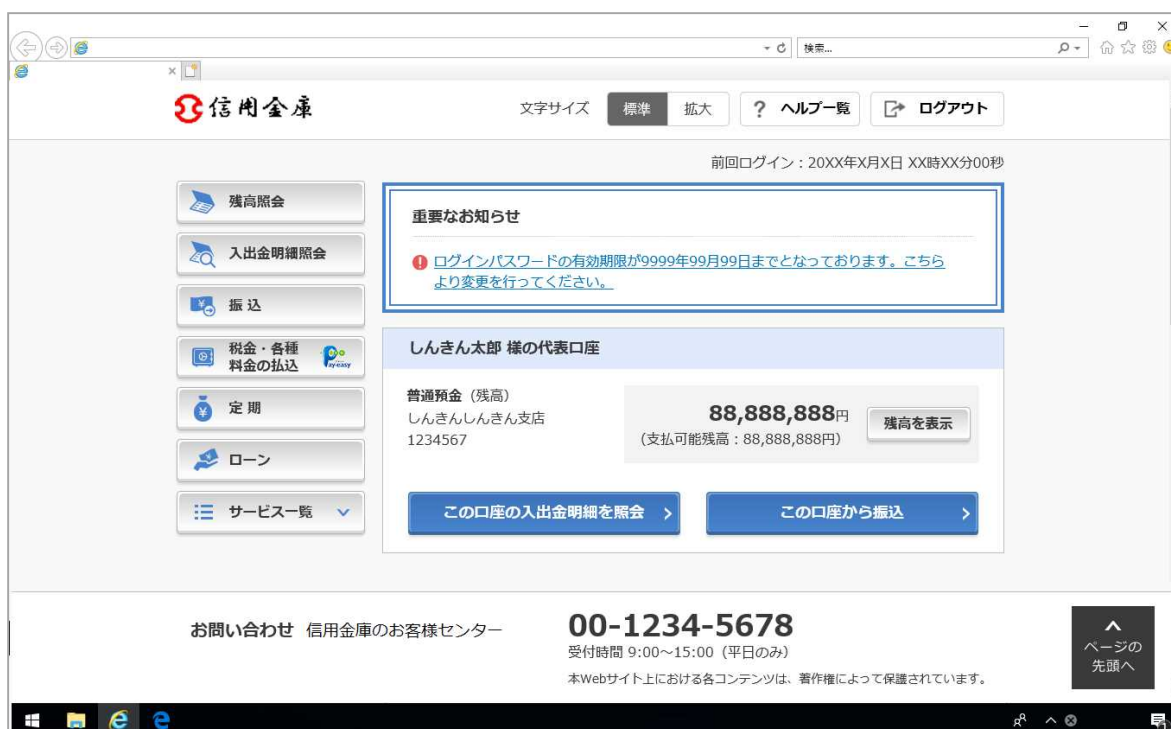 検索...
信用金庫
文字サイズ 標準 拡大 ? ヘルプ一覧 ログアウト
前回ログイン：20XX年X月X日 XX時XX分00秒
残高照会
入出金明細照会
振込
税金・各種
料金の払込
Pay-easy
定期
ローン
サービス一覧
重要なお知らせ
ログインパスワードの有効期限が9999年99月99日までとなっております。こちら
より変更を行ってください。
しんきん太郎 様の代表口座
普通預金（残高）
しんきんしんきん支店
1234567
88,888,888円
（支払可能残高：88,888,888円）
残高を表示
この口座の入出金明細を照会
この口座から振込
お問い合わせ 信用金庫のお客様センター
00-1234-5678
受付時間 9:00～15:00（平日のみ）
本Webサイト上における各コンテンツは、著作権によって保護されています。
ページの
先頭へ